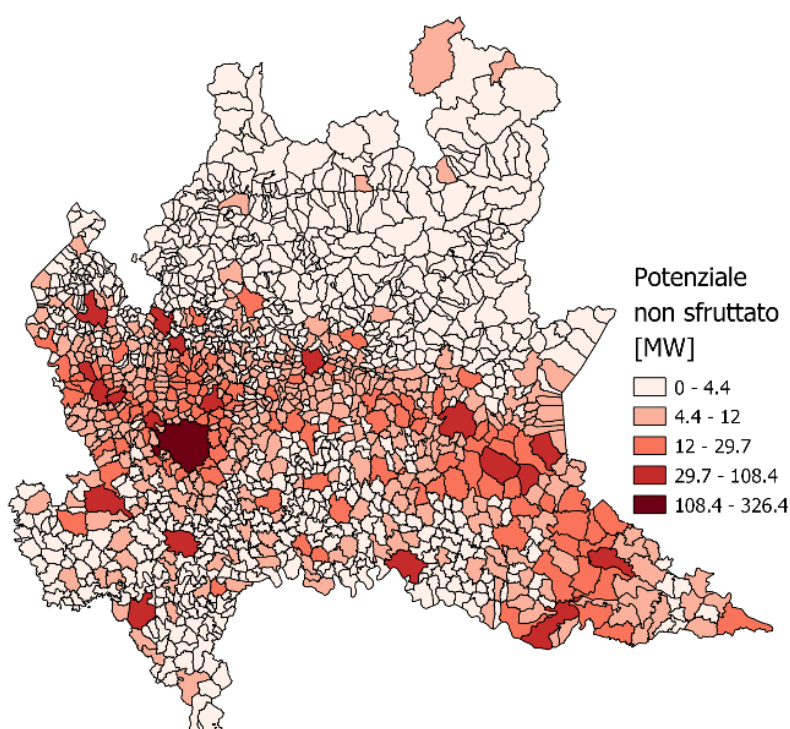 Potenziale
non sfruttato
[MW]
0 - 4.4
4.4 - 12
12 - 29.7
29.7 - 108.4
108.4 - 326.4